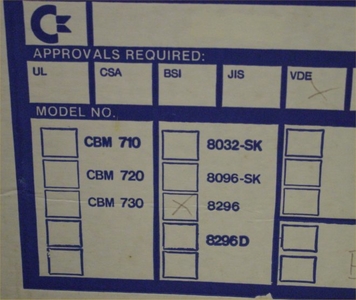 APPROVALS REQUIRED:
UL CSA BSI JIS VDE
MODEL NO.
CBM 710 8032-SK
CBM 720 8096-SK
CBM 730 8296
8296D